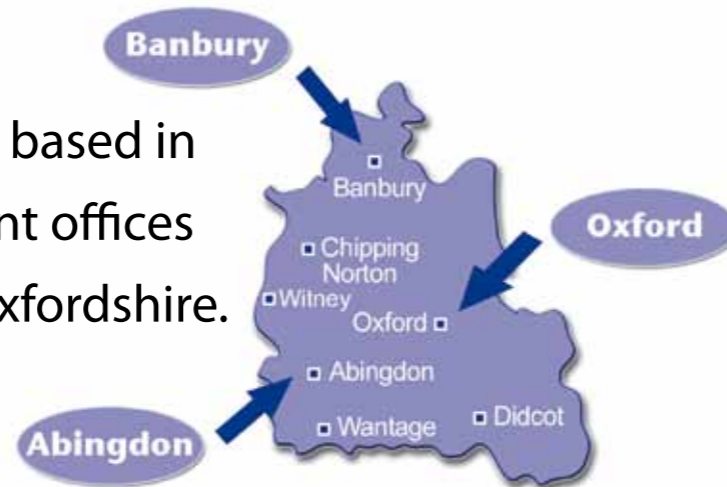 Banbury
based in
nt offices
xfordshire.
Banbury
Oxford
Chipping
Norton
Witney
Oxford
Abingdon
Wantage
Didcot
Abingdon